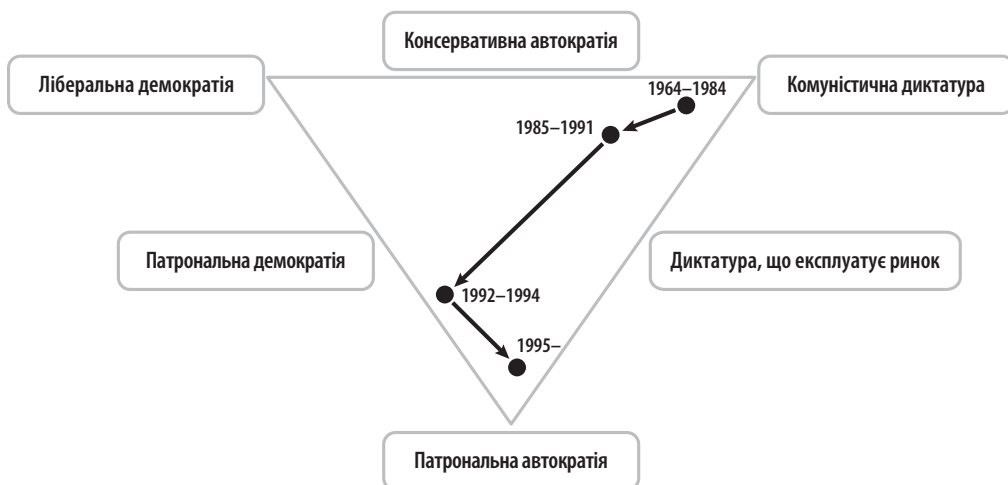 Консервативна автократія
Ліберальна демократія
Комуністична диктатура
1964–1984
1985–1991
Патрональна демократія
Диктатура, що експлуатує ринок
1992–1994
1995–
Патрональна автократія